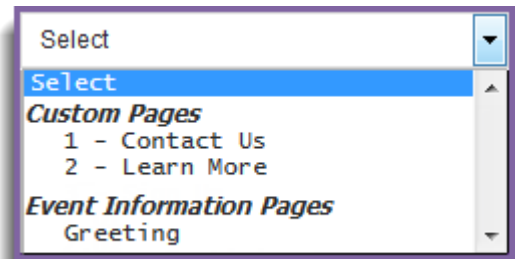 Select
Select
Custom Pages
1 - Contact Us
2 - Learn More
Event Information Pages
Greeting